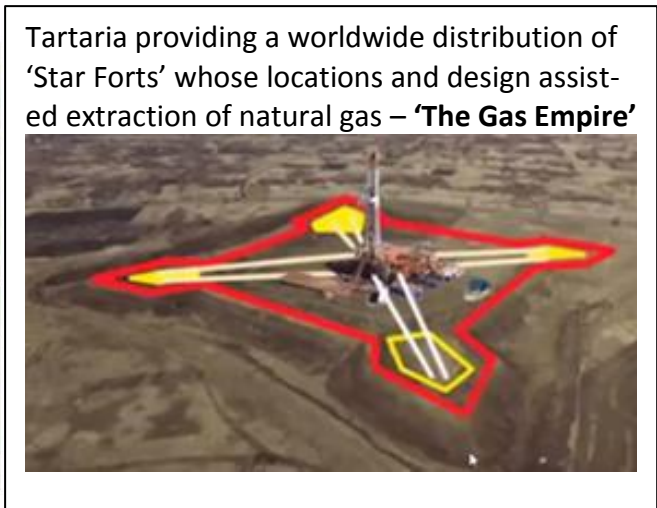 Tartaria providing a worldwide distribution of
‘Star Forts’ whose locations and design assist-
ed extraction of natural gas – ‘The Gas Empire’